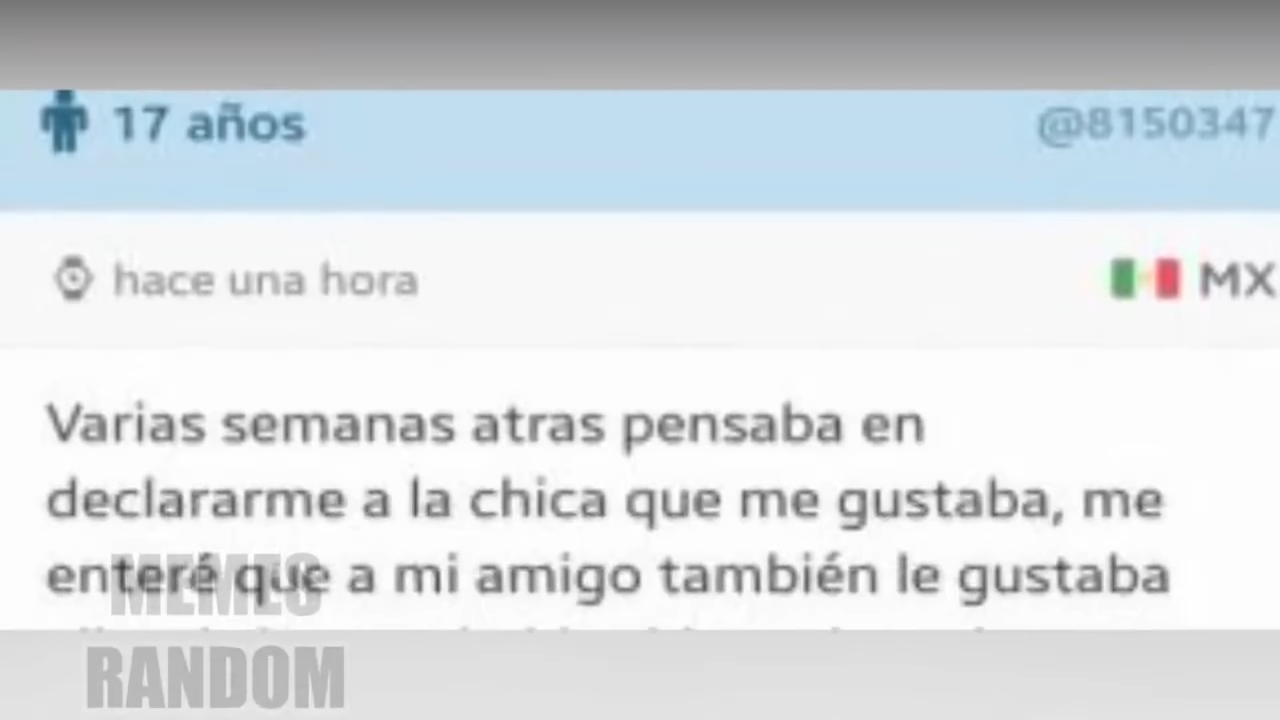 17 años
@8150347
hace una hora
MX
Varias semanas atras pensaba en
declararme a la chica que me gustaba, me
enteré que a mi amigo también le gustaba
MEMES
RANDOM